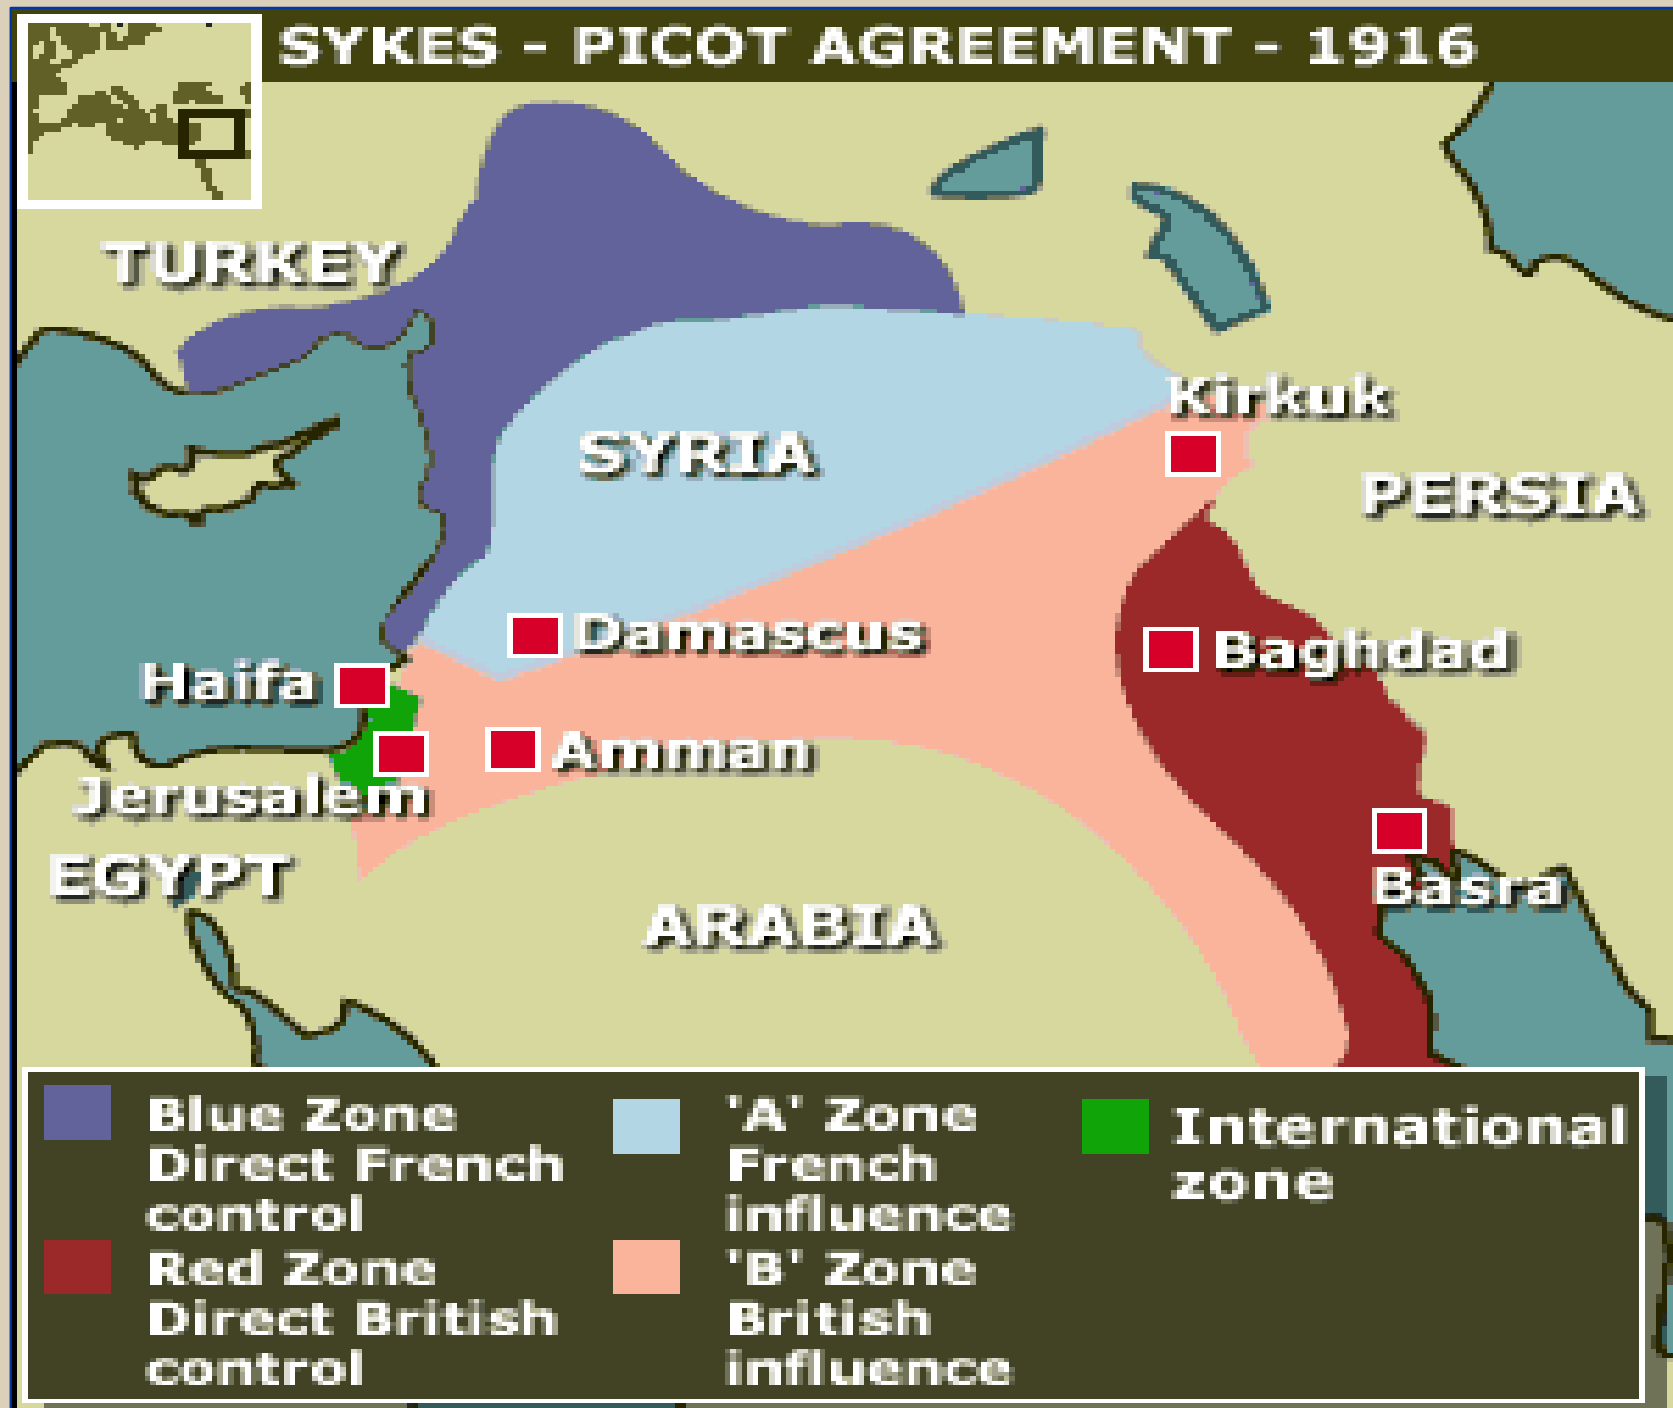 SYKES - PICOT AGREEMENT - 1916
TURKEY
Kirkuk
SYRIA
PERSIA
Damascus
Baghdad
Haifa
Amman
Jerusalem
Basra
EGYPT
ARABIA
Blue Zone
Direct French
control
'A' Zone
French
influence
International
zone
Red Zone
Direct British
control
'B' Zone
British
influence